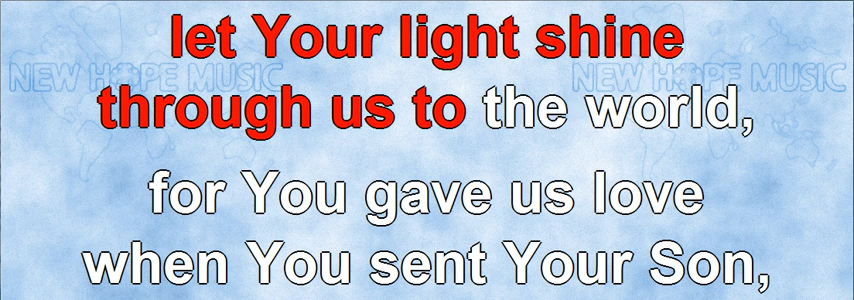 let Your light shine
NEW HOPE MUSIC NEW HOPE MUSIC
through us to the world,
for You gave us love
when You sent Your Son,